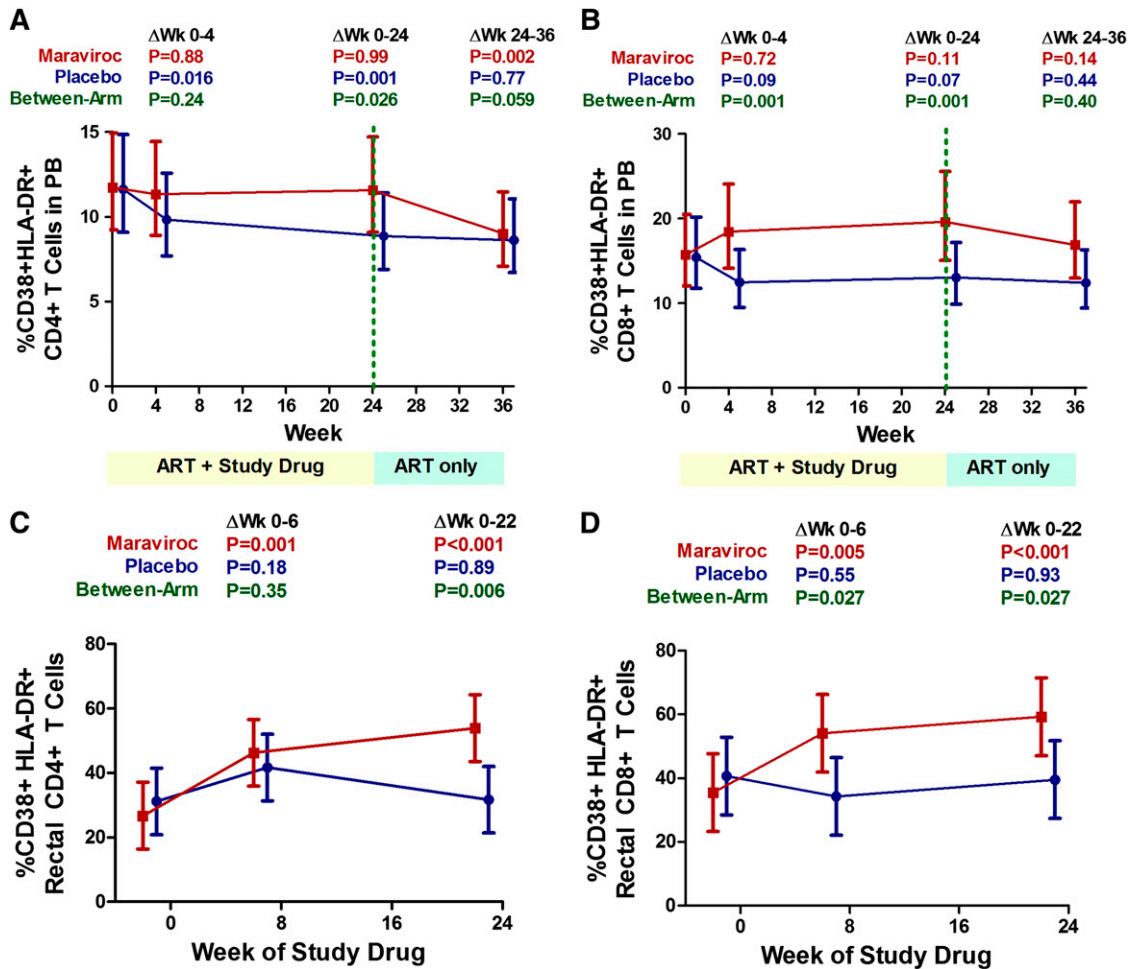 A
ΔWk 0-4 ΔWk 0-24 ΔWk 24-36
Maraviroc P=0.88 P=0.99 P=0.002
Placebo P=0.016 P=0.001 P=0.77
Between-Arm P=0.24 P=0.026 P=0.059
%CD38+HLA-DR+
CD4+ T Cells in PB
15
10
5
0
0 4 8 12 16 20 24 28 32 36
Week
ART + Study Drug ART only
B
ΔWk 0-4 ΔWk 0-24 ΔWk 24-36
Maraviroc P=0.72 P=0.11 P=0.14
Placebo P=0.09 P=0.07 P=0.44
Between-Arm P=0.001 P=0.001 P=0.40
%CD38+HLA-DR+
CD8+ T Cells in PB
30
20
10
0
0 4 8 12 16 20 24 28 32 36
Week
ART + Study Drug ART only
C
ΔWk 0-6 ΔWk 0-22
Maraviroc P=0.001 P<0.001
Placebo P=0.18 P=0.89
Between-Arm P=0.35 P=0.006
%CD38+ HLA-DR+
Rectal CD4+ T Cells
80
60
40
20
0
0 8 16 24
Week of Study Drug
D
ΔWk 0-6 ΔWk 0-22
Maraviroc P=0.005 P<0.001
Placebo P=0.55 P=0.93
Between-Arm P=0.027 P=0.027
%CD38+ HLA-DR+
Rectal CD8+ T Cells
80
60
40
20
0
0 8 16 24
Week of Study Drug